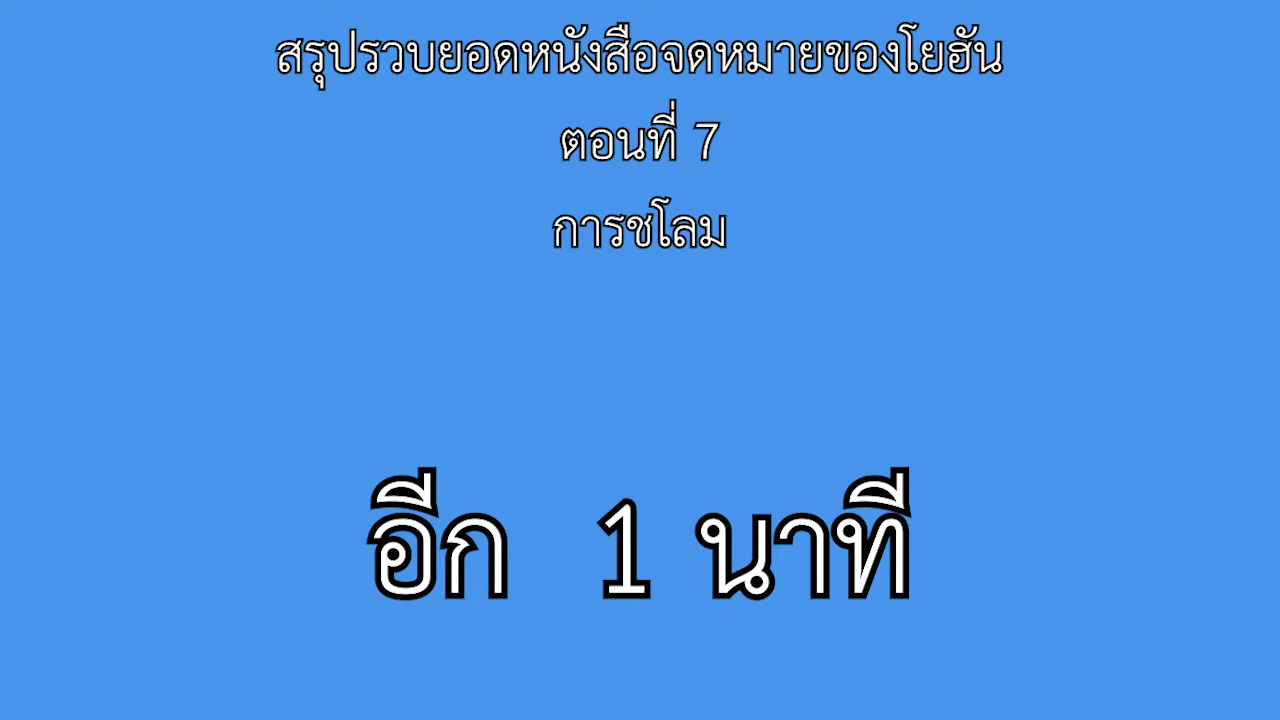 สรุปรวบยอดหนังสือจดหมายของโยฮัน
ตอนที่ 7
การชโลม
อีก 1 นาที